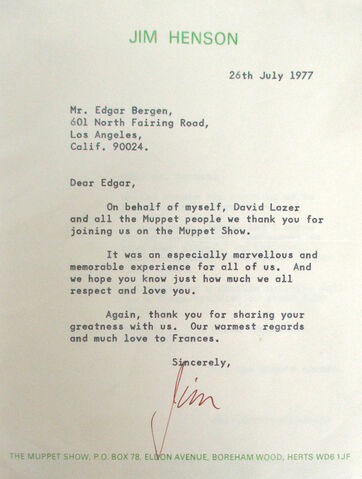 JIM HENSON
26th July 1977
Mr. Edgar Bergen,
601 North Fairing Road,
Los Angeles,
Calif. 90024.
Dear Edgar,
On behalf of myself, David Lazer
and all the Muppet people we thank you for
joining us on the Muppet Show.
It was an especially marvellous and
memorable experience for all of us. And
we hope you know just how much we all
respect and love you.
Again, thank you for sharing your
greatness with us. Our warmest regards
and much love to Frances.
Sincerely,
Jim
THE MUPPET SHOW, P.O. BOX 78, ELDON AVENUE, BOREHAM WOOD, HERTS WD6 1JF